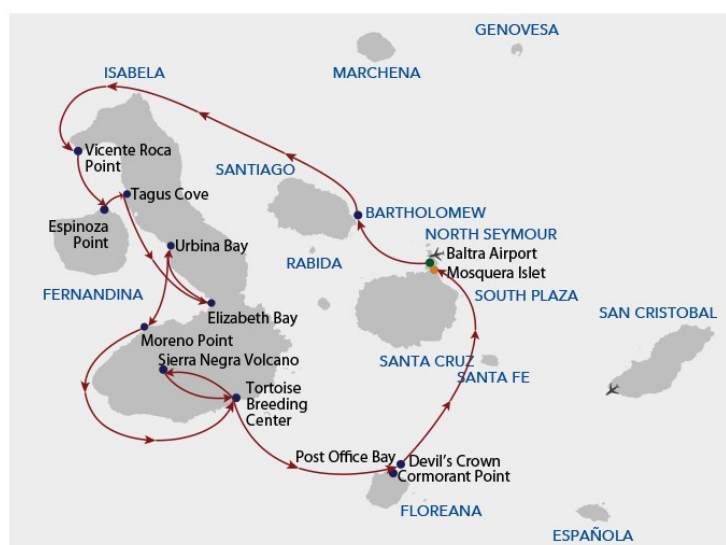 GENOVESA
ISABELA
MARCHENA
Vicente Roca
Point
SANTIAGO
Tagus Cove
BARTHOLOMEW
Espinoza
Point
NORTH SEYMOUR
Urbina Bay
Baltra Airport
RABIDA
Mosquera Islet
FERNANDINA
SOUTH PLAZA
Elizabeth Bay
SAN CRISTOBAL
Moreno Point
Sierra Negra Volcano
SANTA CRUZ
SANTA FE
Tortoise
Breeding
Center
Post Office Bay
Devil's Crown
Cormorant Point
FLOREANA
ESPAÑOLA